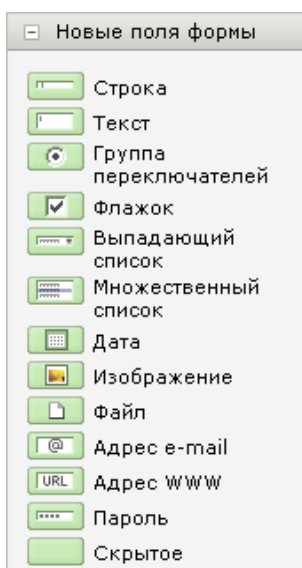 Новые поля формы
Строка
Текст
Группа
переключателей
Флажок
Выпадающий
список
Множественный
список
Дата
Изображение
Файл
@ Адрес e-mail
URL Адрес WWW
Пароль
Скрытое